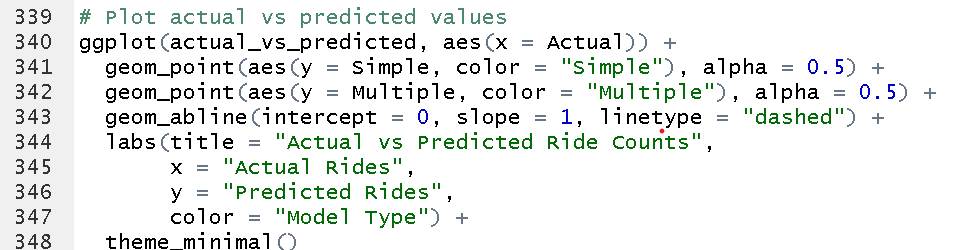 339 # Plot actual vs predicted values
340 ggplot(actual_vs_predicted, aes(x = Actual)) +
341   geom_point(aes(y = Simple, color = "Simple"), alpha = 0.5) +
342   geom_point(aes(y = Multiple, color = "Multiple"), alpha = 0.5) +
343   geom_abline(intercept = 0, slope = 1, linetype = "dashed") +
344   labs(title = "Actual vs Predicted Ride Counts",
345        x = "Actual Rides",
346        y = "Predicted Rides",
347        color = "Model Type") +
348   theme_minimal()